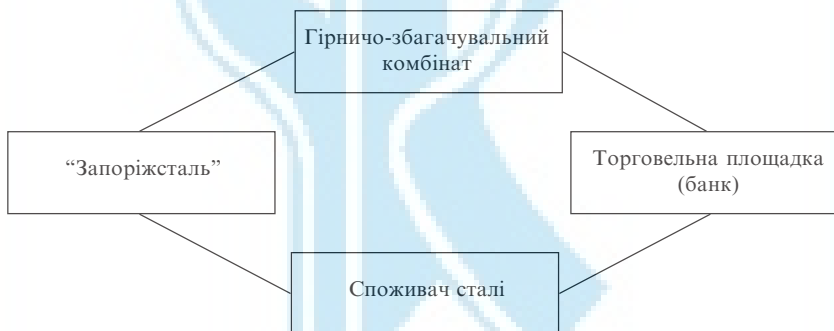 Гірничо-збагачувальний
комбінат
“Запоріжсталь”
Торговельна площадка
(банк)
Споживач сталі